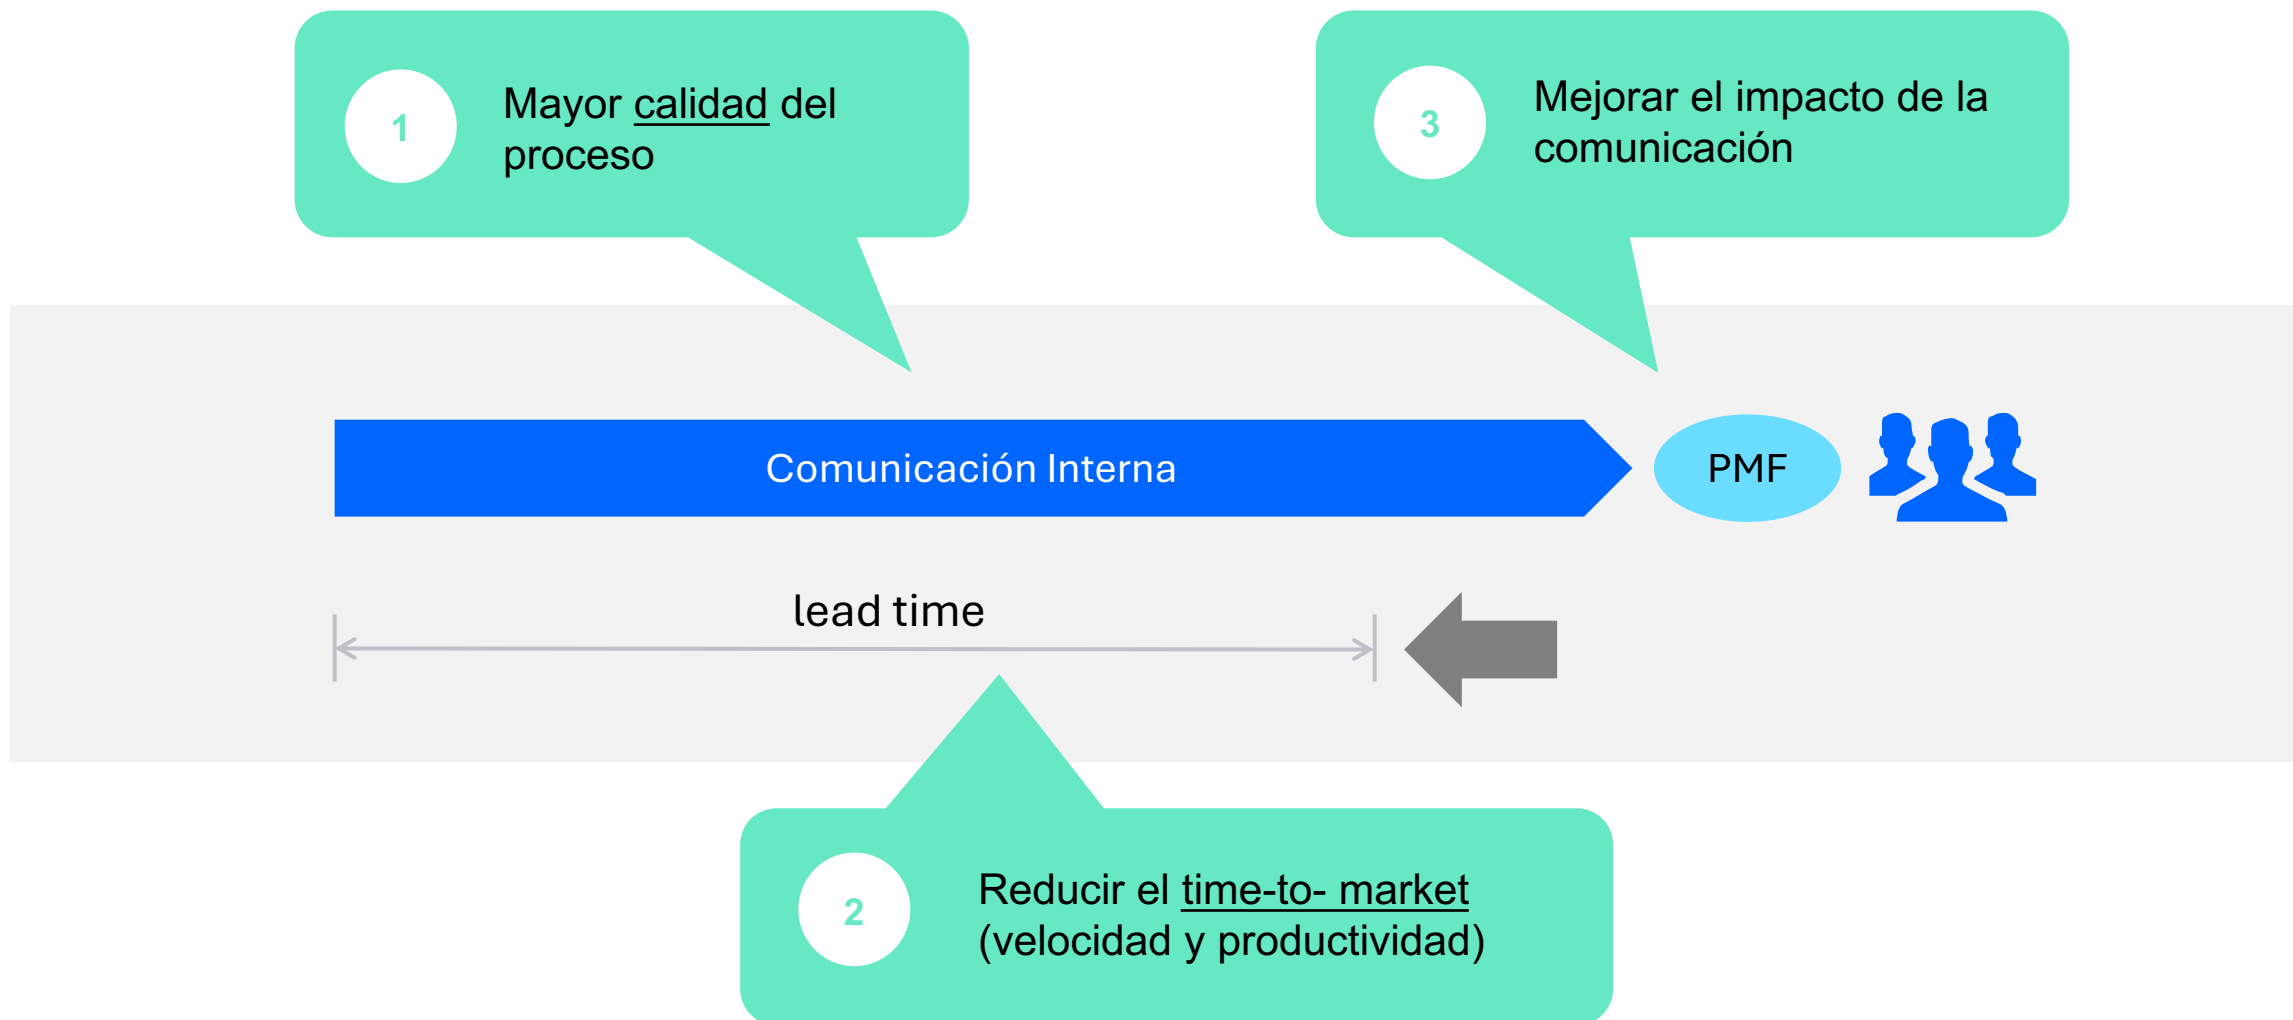 1
Mayor calidad del
proceso
3
Mejorar el impacto de la
comunicación
Comunicación Interna
PMF
lead time
2
Reducir el time-to- market
(velocidad y productividad)